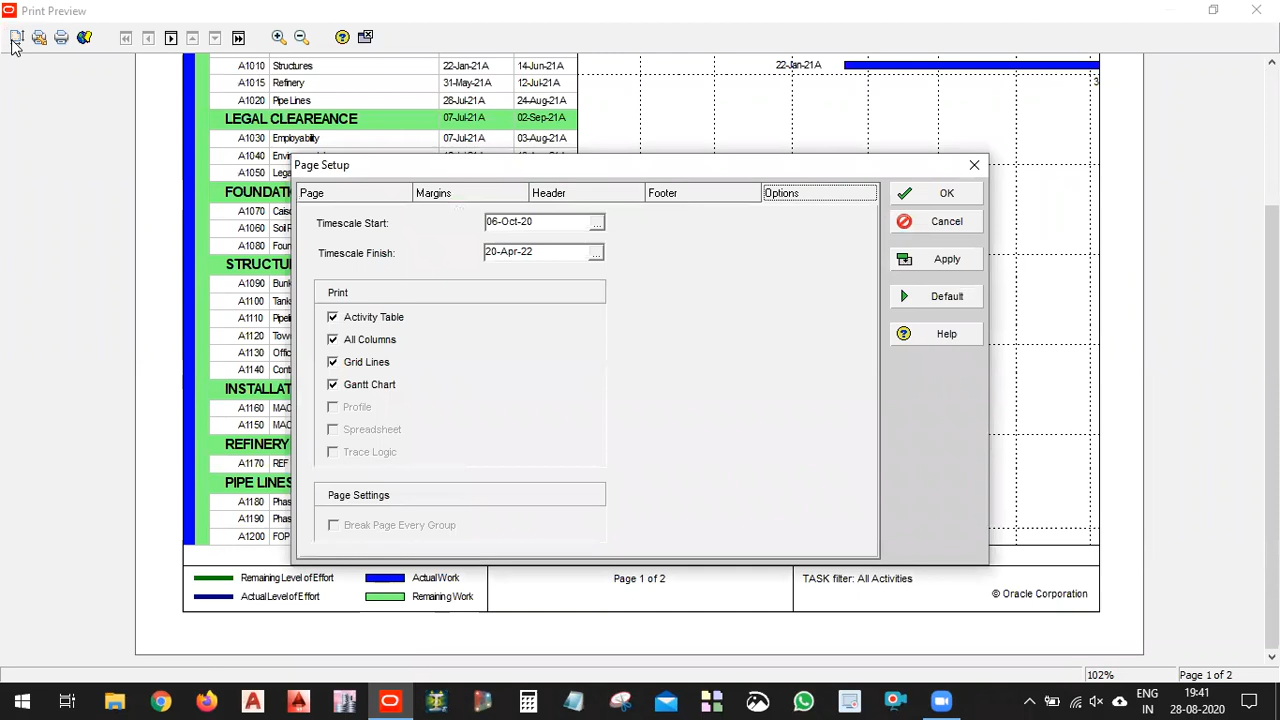 Print Preview
A1010 Structures 22-Jan-21A 14-Jun-21A 22-Jan-21A
A1015 Refinery 31-May-21A 12-Jul-21A 3
A1020 Pipe Lines 28-Jul-21A 24-Aug-21A
LEGAL CLEAREANCE 07-Jul-21A 02-Sep-21A
A1030 Employability 07-Jul-21A 03-Aug-21A
A1040
A1050
Page Setup
Page Margins Header Footer Options
OK
Cancel
Apply
Default
Help
Timescale Start: 06-Oct-20 ...
Timescale Finish: 20-Apr-22 ...
Print
Activity Table
All Columns
Grid Lines
Gantt Chart
Profile
Spreadsheet
Trace Logic
Page Settings
Break Page Every Group
A1070
A1060
A1080
A1090
A1100
A1110
A1120
A1130
A1140
A1160 MAC
A1150 MAC
REFINERY
A1170 REF
PIPE LINES
A1180
A1190
A1200 FOP
Remaining Level of Effort Actual Work Page 1 of 2 TASK filter: All Activities
Actual Level of Effort Remaining Work © Oracle Corporation
102% Page 1 of 2
ENG 19:41
IN 28-08-2020